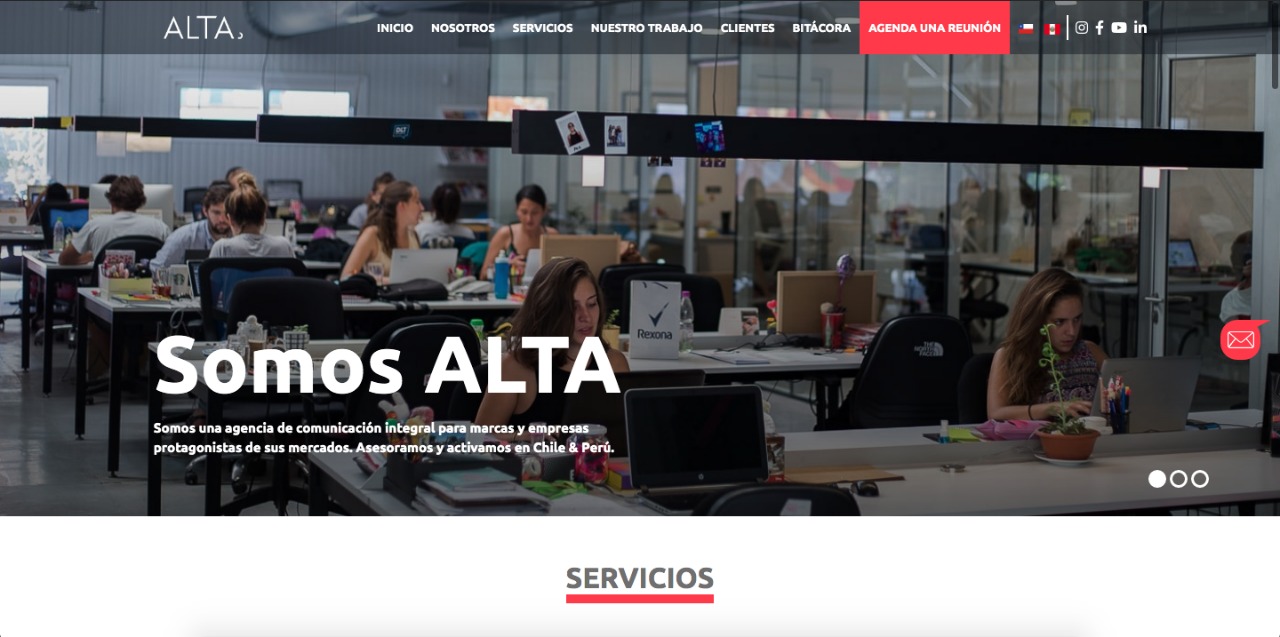 ALTA
INICIO
NOSOTROS
SERVICIOS
NUESTRO TRABAJO
CLIENTES
BITÁCORA
AGENDA UNA REUNIÓN
Rexona
THE NORTH FACE
Somos ALTA
Somos una agencia de comunicación integral para marcas y empresas
protagonistas de sus mercados. Asesoramos y activamos en Chile & Perú.
SERVICIOS